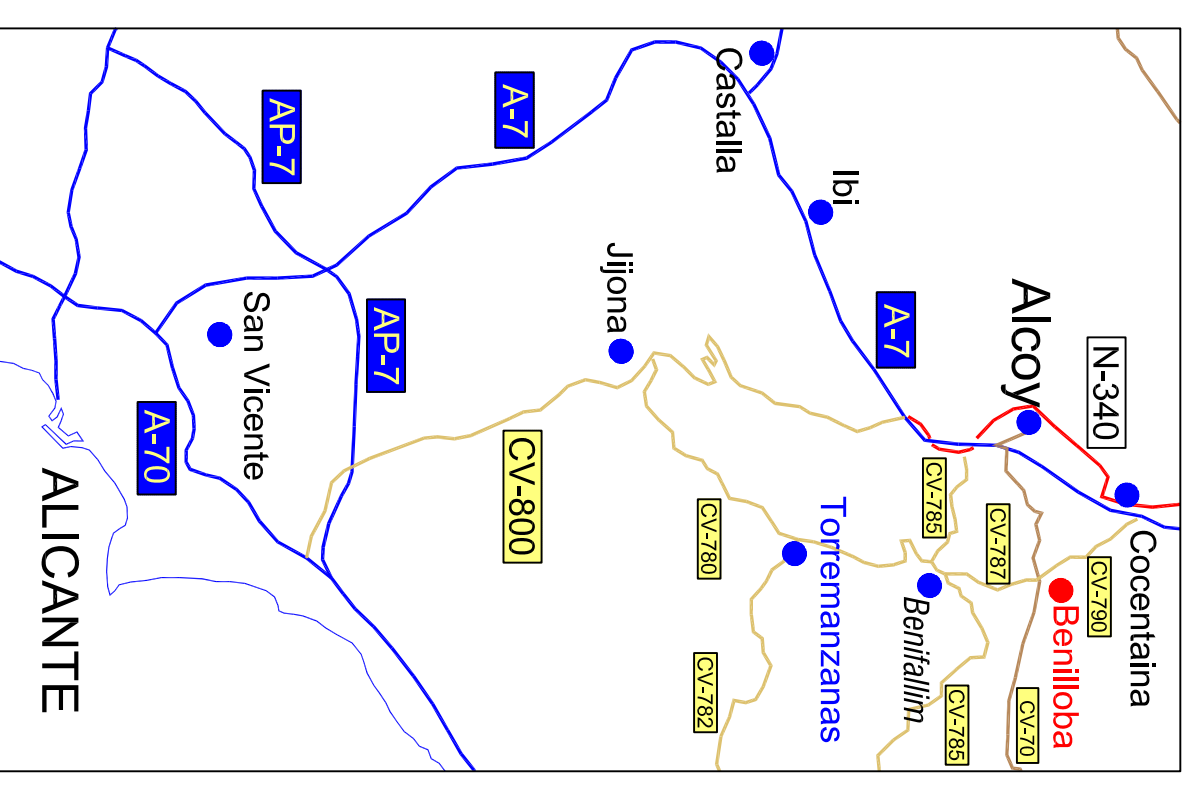 Cocentaina
N-340
CV-790
Benilloba
Alcoy
CV-70
CV-787
CV-785
CV-785
Benifallim
A-7
Ibi
Torremanzanas
Castalla
CV-780
CV-782
Jijona
CV-800
A-7
AP-7
AP-7
San Vicente
A-70
ALICANTE